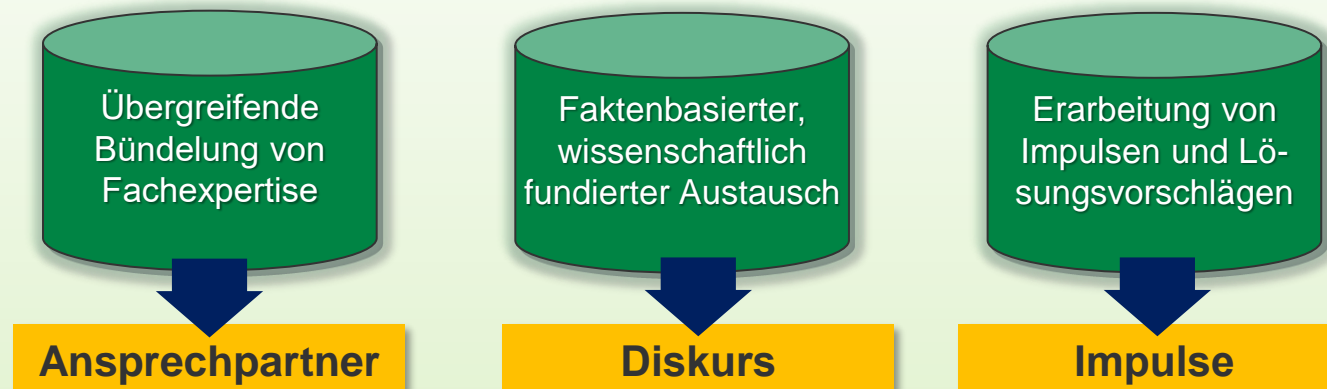 Übergreifende
Bündelung von
Fachexpertise
Faktenbasierter,
wissenschaftlich
fundierter Austausch
Erarbeitung von
Impulsen und Lö-
sungsvorschlägen
Ansprechpartner
Diskurs
Impulse